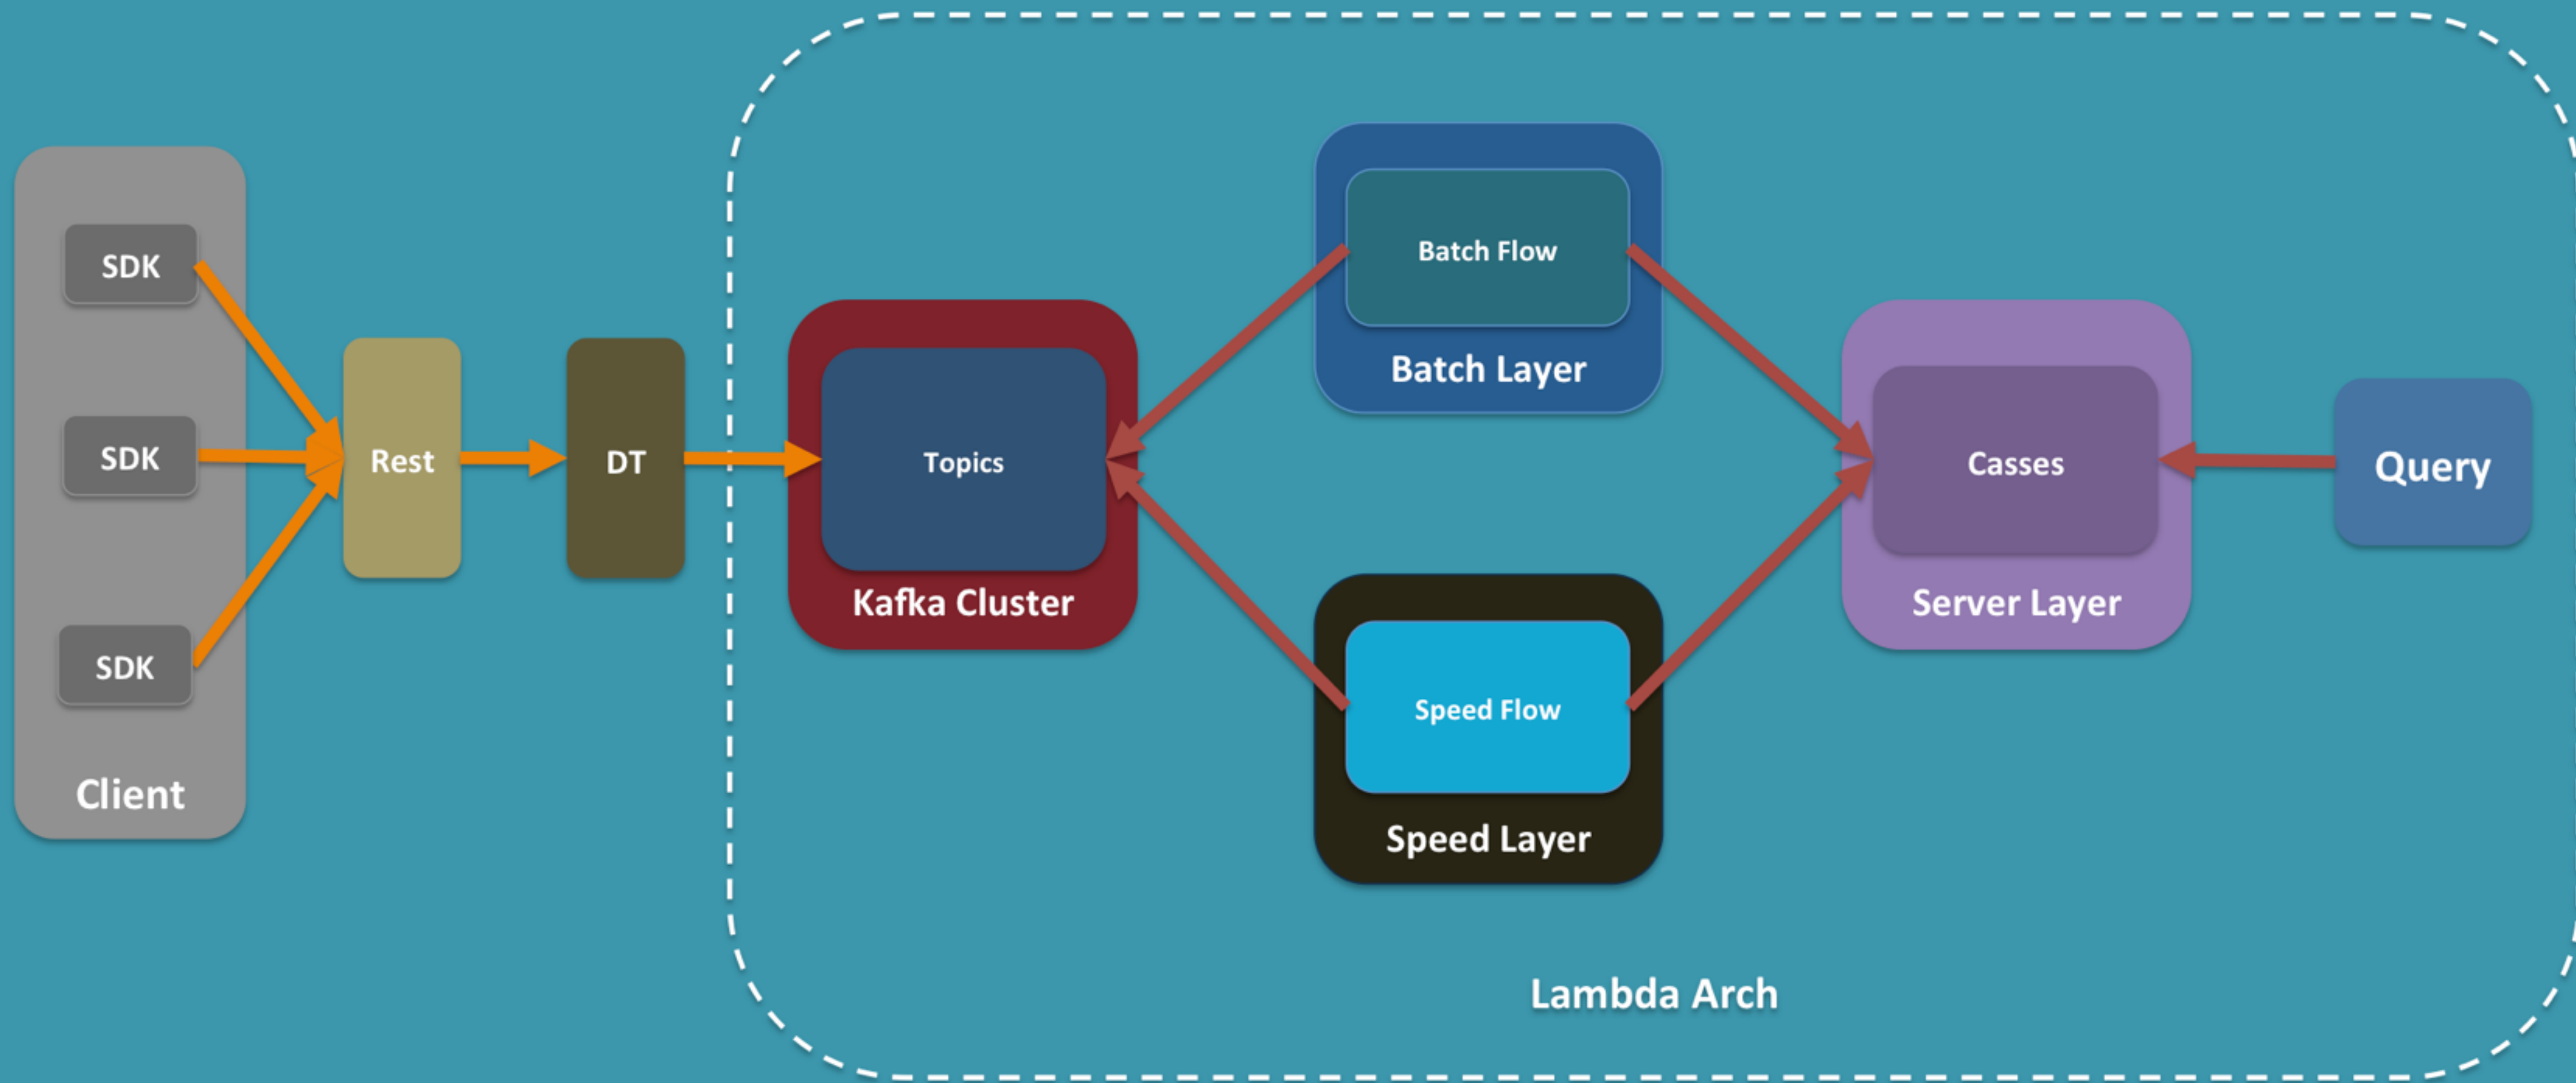 SDK
SDK
SDK
Client
Rest
DT
Topics
Kafka Cluster
Batch Flow
Batch Layer
Speed Flow
Speed Layer
Casses
Server Layer
Query
Lambda Arch